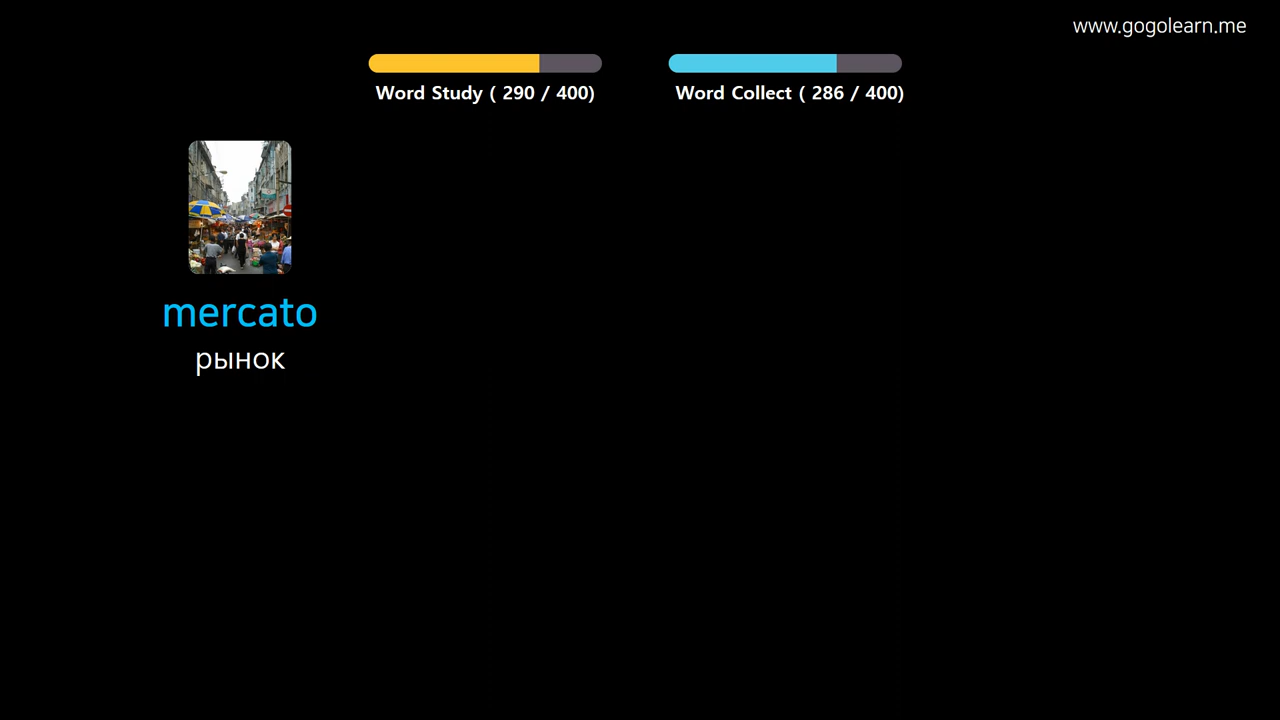 www.gogolearn.me
Word Study ( 290 / 400)
Word Collect ( 286 / 400)
mercato
рынок